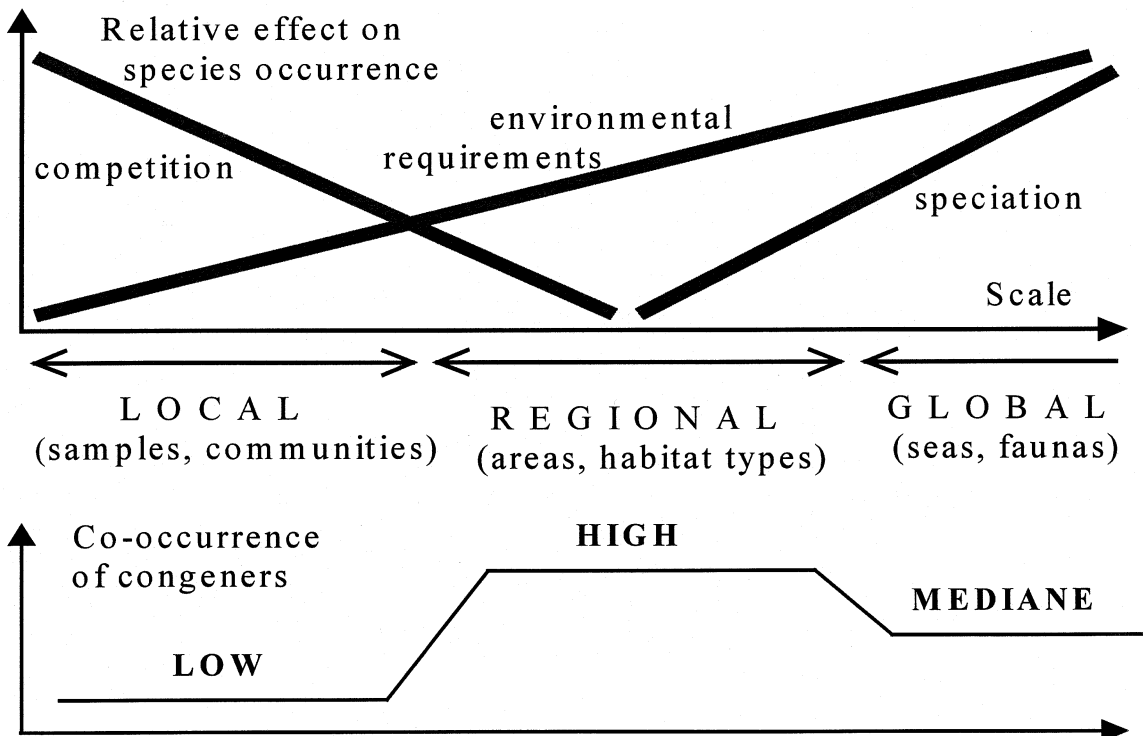 Relative effect on
species occurrence
environmental
requirements
competition
speciation
Scale
LOCAL
(samples, communities)
REGIONAL
(areas, habitat types)
GLOBAL
(seas, faunas)
Co-occurrence
of congeners
HIGH
MEDIANE
LOW